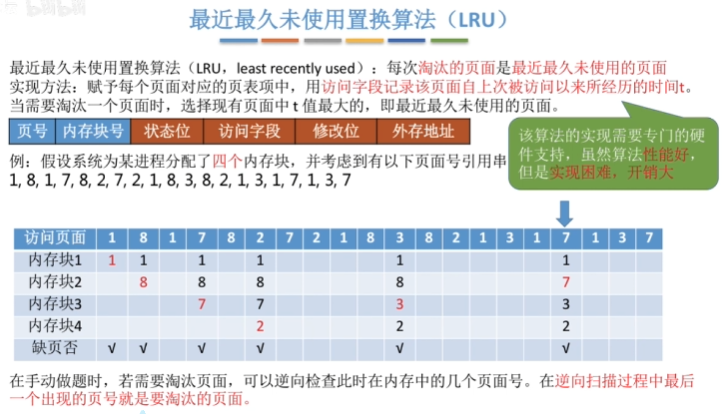 bilibili
最近最久未使用置换算法（LRU）
最近最久未使用置换算法（LRU，least recently used）：每次淘汰的页面是最近最久未使用的页面
实现方法：赋予每个页面对应的页表项中，用访问字段记录该页面自上次被访问以来所经历的时间t。
当需要淘汰一个页面时，选择现有页面中 t 值最大的，即最近最久未使用的页面。
页号 内存块号 状态位 访问字段 修改位 外存地址
该算法的实现需要专门的硬
件支持，虽然算法性能好，
但是实现困难，开销大
例：假设系统为某进程分配了四个内存块，并考虑到有以下页面号引用串
1, 8, 1, 7, 8, 2, 7, 2, 1, 8, 3, 8, 2, 1, 3, 1, 7, 1, 3, 7
访问页面 1 8 1 7 8 2 7 2 1 8 3 8 2 1 3 1 7 1 3 7
内存块1 1 1 1 1 1 1
内存块2 8 8 8 8 7
内存块3 7 7 3 3
内存块4 2 2 2
缺页否 √ √ √ √ √ √
在手动做题时，若需要淘汰页面，可以逆向检查此时在内存中的几个页面号。在逆向扫描过程中最后
一个出现的页号就是要淘汰的页面。